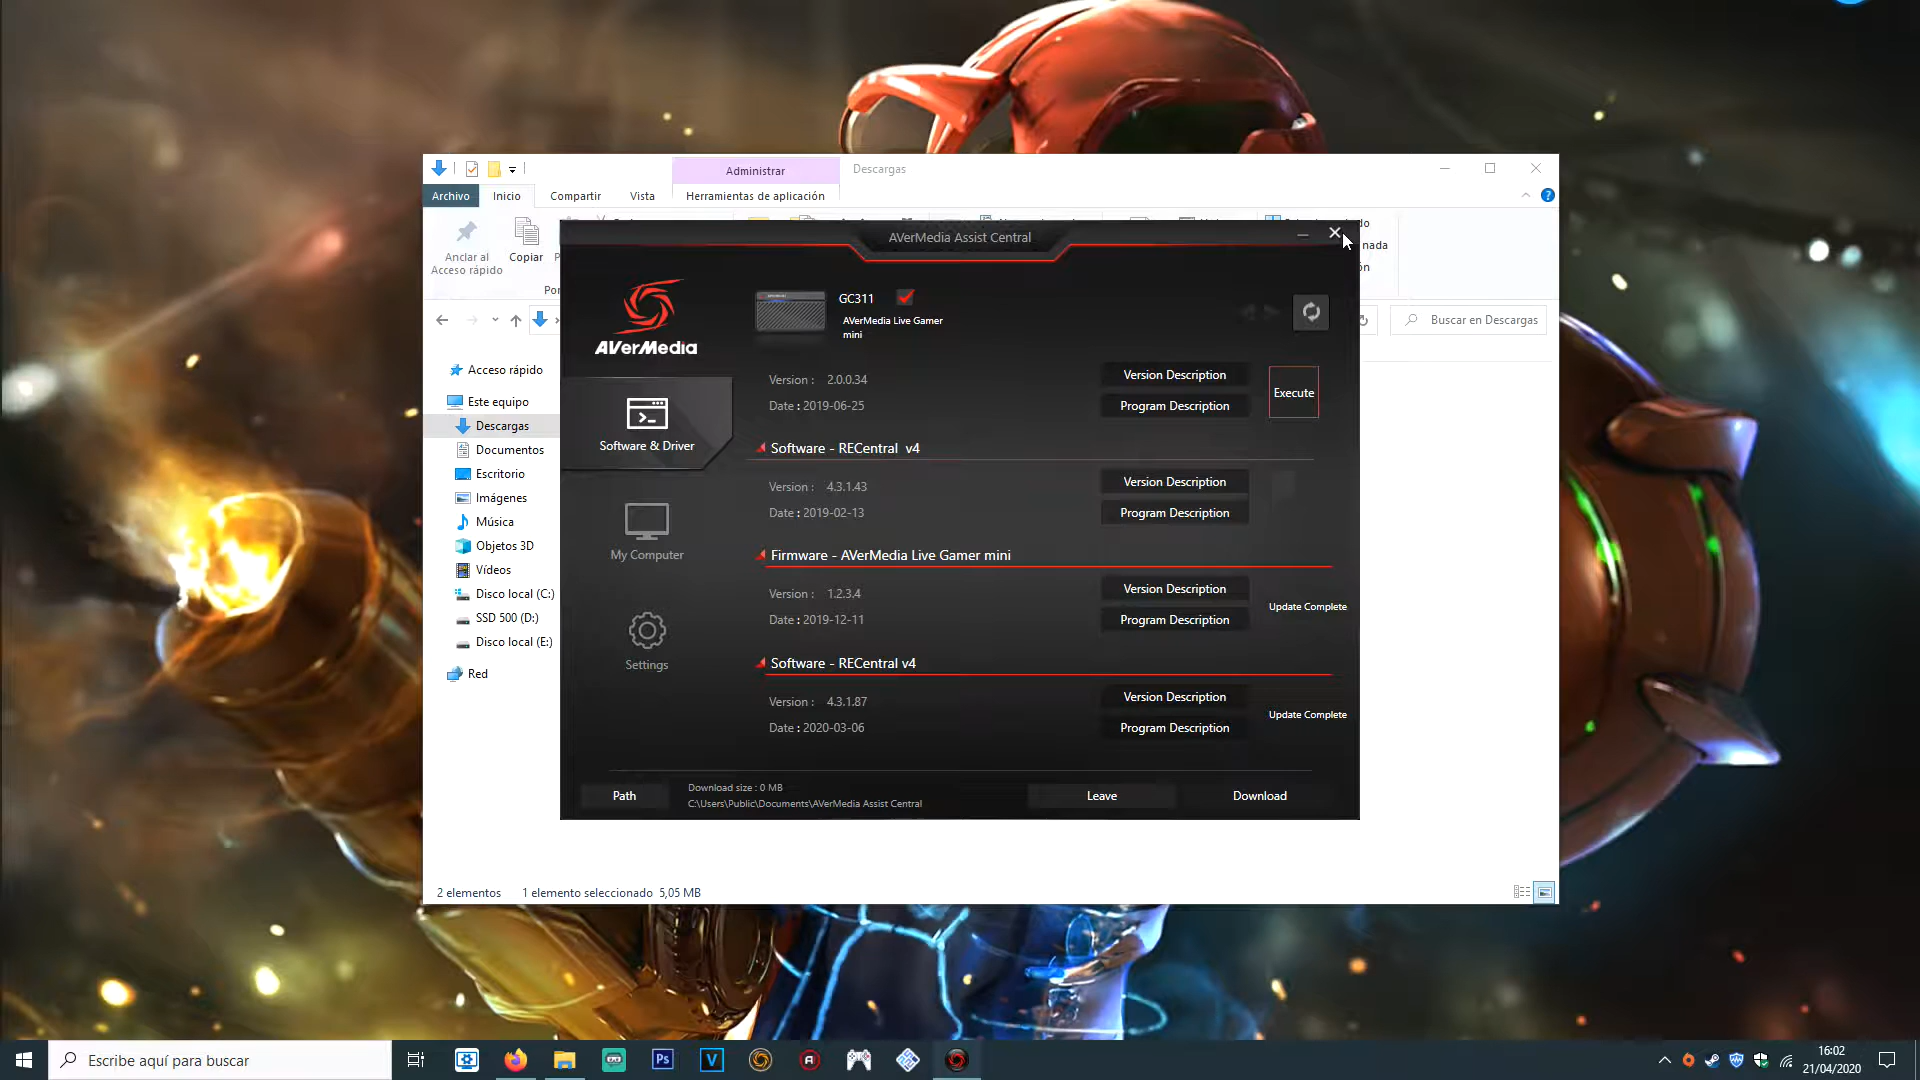 Administrar
Descargas
Archivo
Inicio
Compartir
Vista
Herramientas de aplicación
Anclar al
Acceso rápido
Copiar
nada
AVerMedia Assist Central
AVerMedia
GC311
AVerMedia Live Gamer
mini
Buscar en Descargas
Acceso rápido
Este equipo
Descargas
Documentos
Escritorio
Imágenes
Música
Objetos 3D
Vídeos
Disco local (C:)
SSD 500 (D:)
Disco local (E:)
Red
Software & Driver
My Computer
Settings
Version : 2.0.0.34
Date : 2019-06-25
Version Description
Program Description
Execute
Software - RECentral v4
Version : 4.3.1.43
Date : 2019-02-13
Version Description
Program Description
Firmware - AVerMedia Live Gamer mini
Version : 1.2.3.4
Date : 2019-12-11
Version Description
Program Description
Update Complete
Software - RECentral v4
Version : 4.3.1.87
Date : 2020-03-06
Version Description
Program Description
Update Complete
Path
Download size : 0 MB
C:\Users\Public\Documents\AVerMedia Assist Central
Leave
Download
2 elementos
1 elemento seleccionado 5,05 MB
Escribe aquí para buscar
Ps
V
16:02
21/04/2020